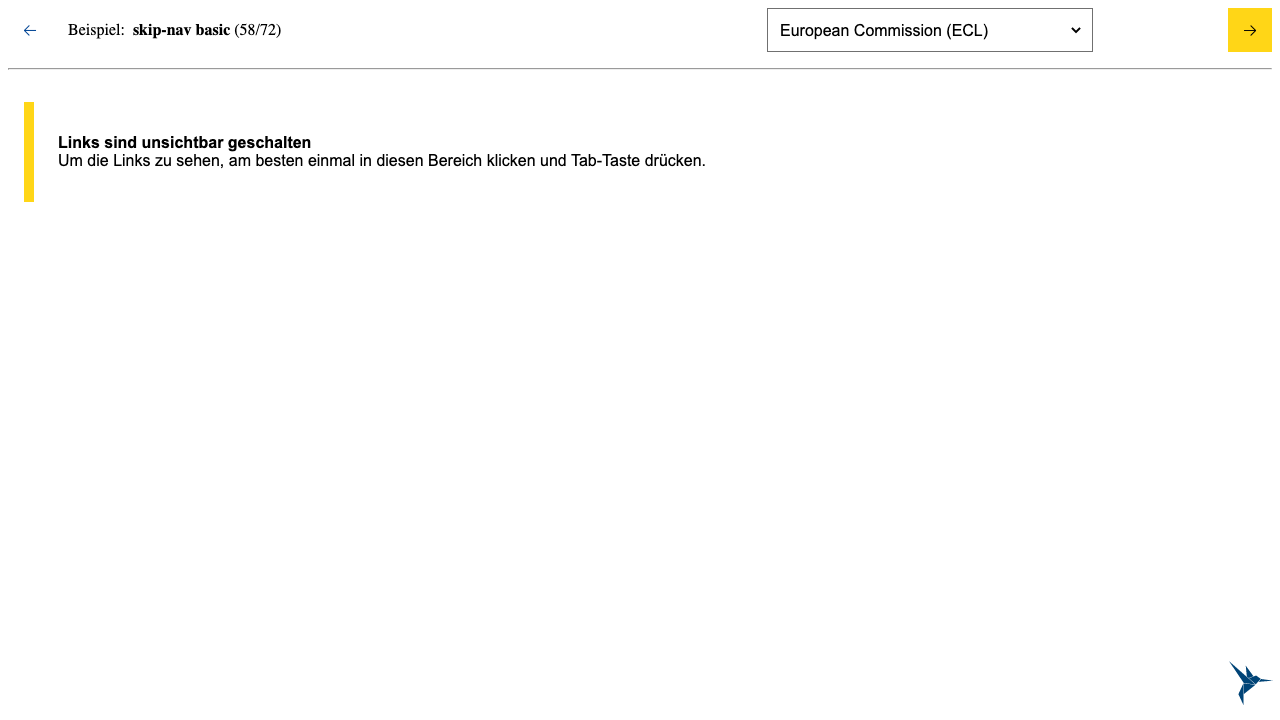 Beispiel: skip-nav basic (58/72)
European Commission (ECL)
Links sind unsichtbar geschalten
Um die Links zu sehen, am besten einmal in diesen Bereich klicken und Tab-Taste drücken.